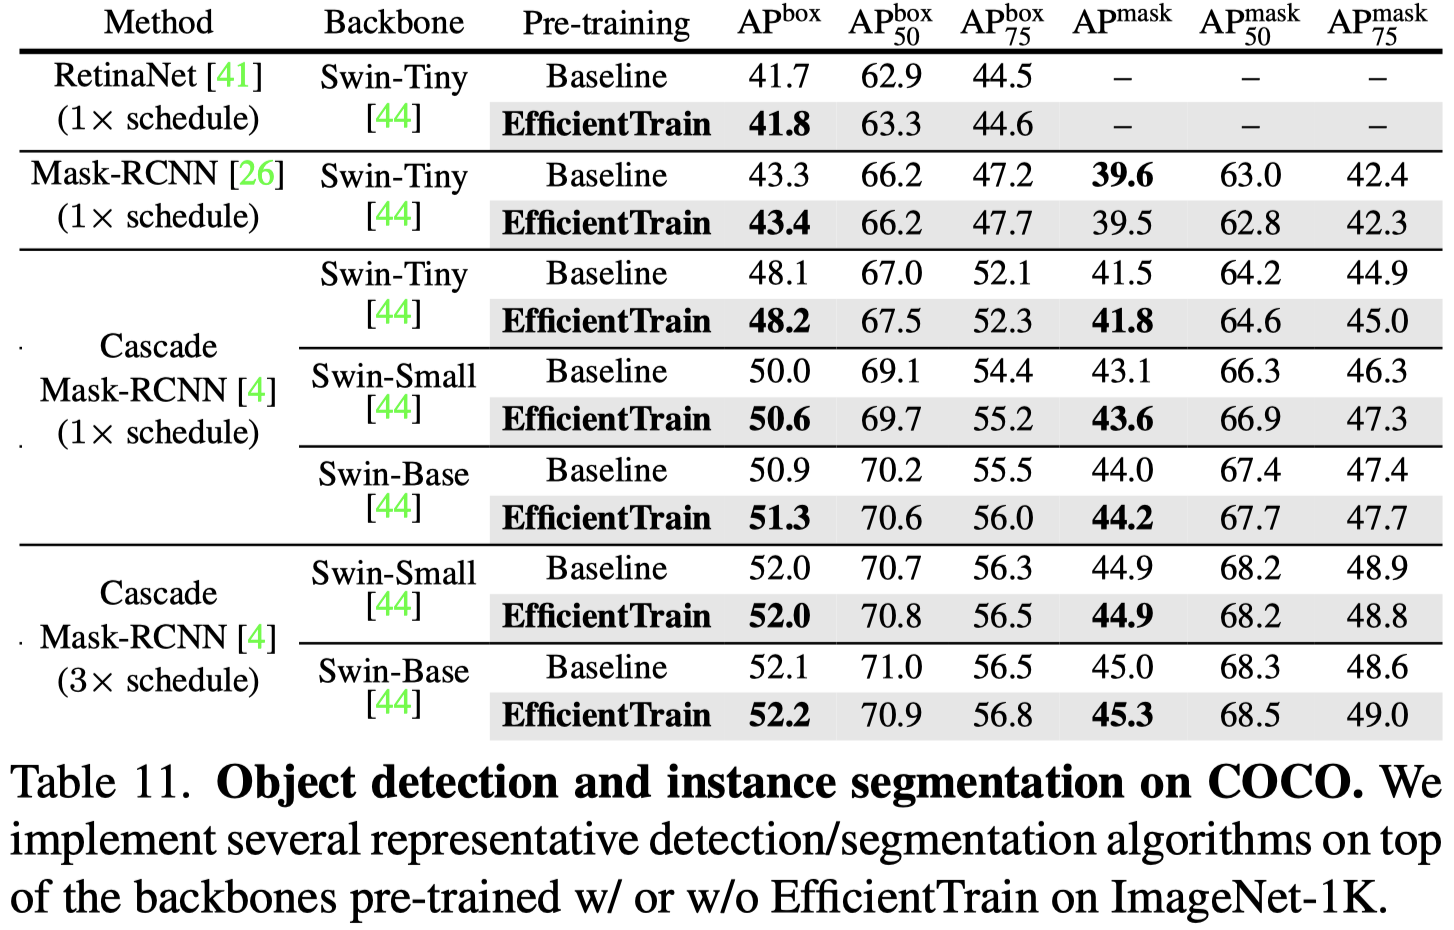 Method Backbone Pre-training AP^box AP^box_50 AP^box_75 AP^mask AP^mask_50 AP^mask_75
RetinaNet [41] (1× schedule) Swin-Tiny [44] Baseline 41.7 62.9 44.5 – – –
EfficientTrain 41.8 63.3 44.6 – – –
Mask-RCNN [26] (1× schedule) Swin-Tiny [44] Baseline 43.3 66.2 47.2 39.6 63.0 42.4
EfficientTrain 43.4 66.2 47.7 39.5 62.8 42.3
Cascade Mask-RCNN [4] (1× schedule) Swin-Tiny [44] Baseline 48.1 67.0 52.1 41.5 64.2 44.9
EfficientTrain 48.2 67.5 52.3 41.8 64.6 45.0
Swin-Small [44] Baseline 50.0 69.1 54.4 43.1 66.3 46.3
EfficientTrain 50.6 69.7 55.2 43.6 66.9 47.3
Swin-Base [44] Baseline 50.9 70.2 55.5 44.0 67.4 47.4
EfficientTrain 51.3 70.6 56.0 44.2 67.7 47.7
Cascade Mask-RCNN [4] (3× schedule) Swin-Small [44] Baseline 52.0 70.7 56.3 44.9 68.2 48.9
EfficientTrain 52.0 70.8 56.5 44.9 68.2 48.8
Swin-Base [44] Baseline 52.1 71.0 56.5 45.0 68.3 48.6
EfficientTrain 52.2 70.9 56.8 45.3 68.5 49.0
Table 11. Object detection and instance segmentation on COCO. We
implement several representative detection/segmentation algorithms on top
of the backbones pre-trained w/ or w/o EfficientTrain on ImageNet-1K.